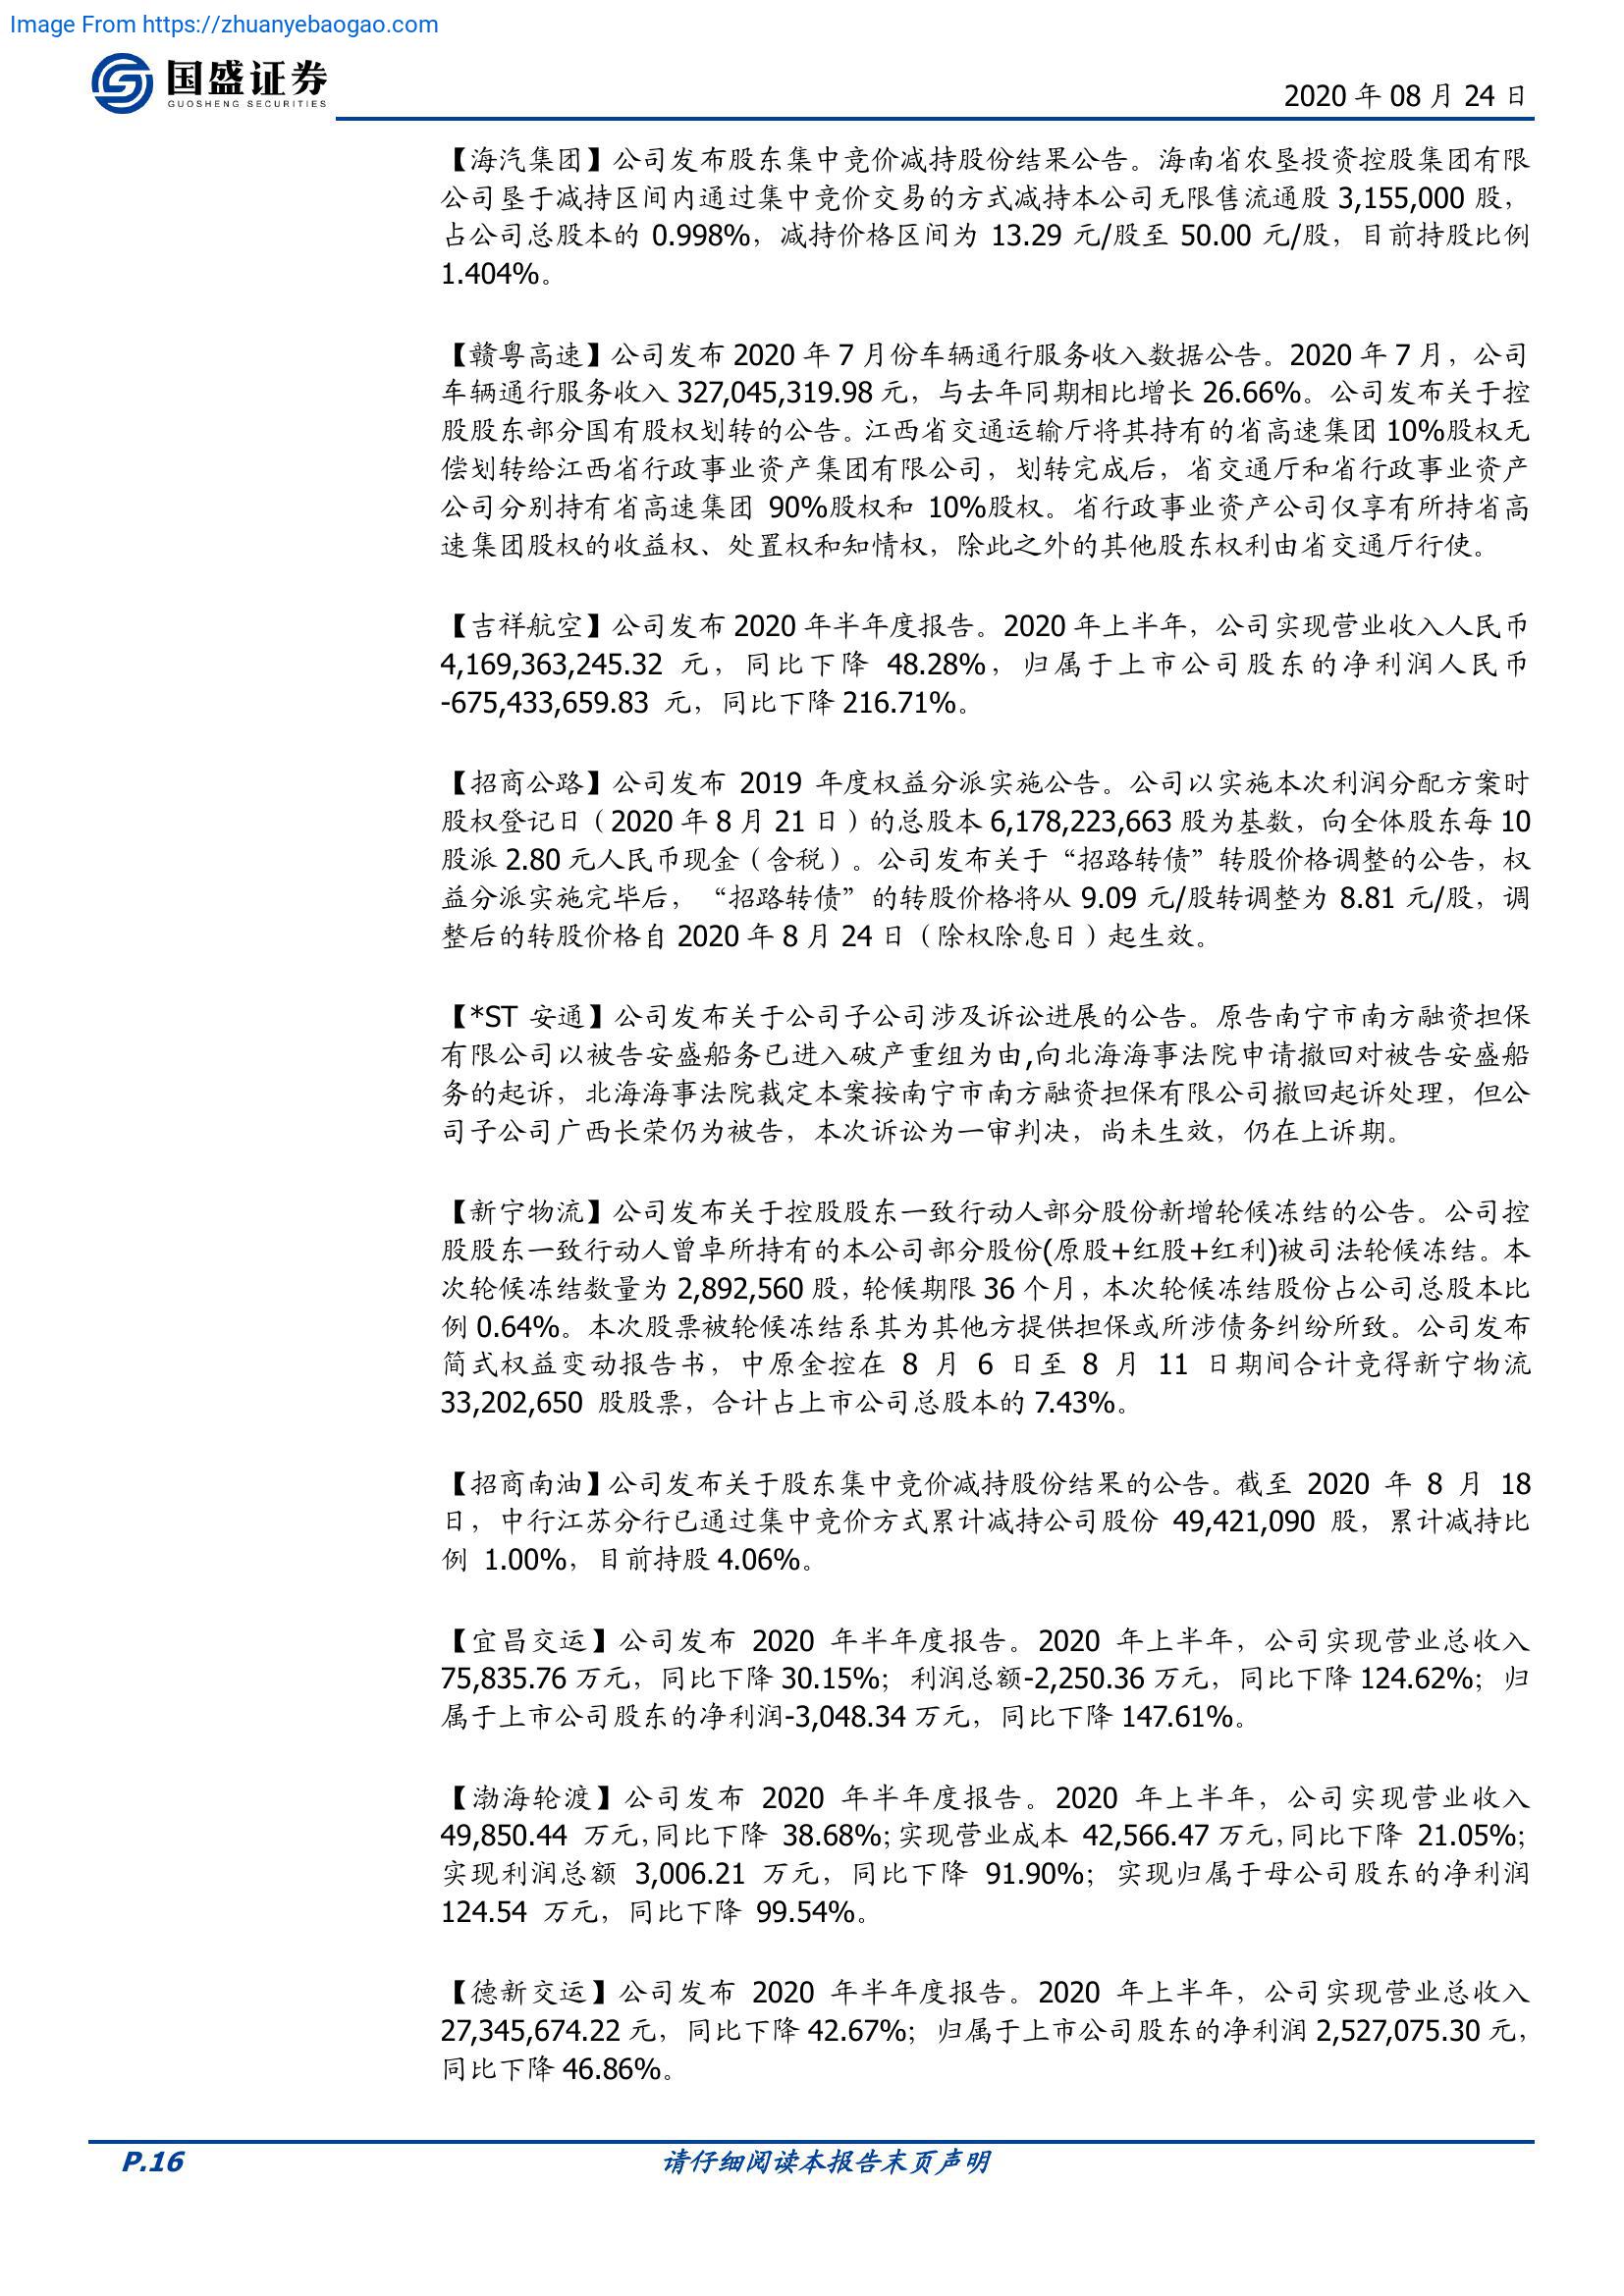 Image From https://zhuanyebaogao.com
国盛证券
GUOSHENG SECURITIES
2020 年 08 月 24 日
【海汽集团】公司发布股东集中竞价减持股份结果公告。海南省农垦投资控股集团有限
公司垦于减持区间内通过集中竞价交易的方式减持本公司无限售流通股 3,155,000 股，
占公司总股本的 0.998%，减持价格区间为 13.29 元/股至 50.00 元/股，目前持股比例
1.404%。
【赣粤高速】公司发布 2020 年 7 月份车辆通行服务收入数据公告。2020 年 7 月，公司
车辆通行服务收入 327,045,319.98 元，与去年同期相比增长 26.66%。公司发布关于控
股股东部分国有股权划转的公告。江西省交通运输厅将其持有的省高速集团 10%股权无
偿划转给江西省行政事业资产集团有限公司，划转完成后，省交通厅和省行政事业资产
公司分别持有省高速集团 90%股权和 10%股权。省行政事业资产公司仅享有所持省高
速集团股权的收益权、处置权和知情权，除此之外的其他股东权利由省交通厅行使。
【吉祥航空】公司发布 2020 年半年度报告。2020 年上半年，公司实现营业收入人民币
4,169,363,245.32 元，同比下降 48.28%，归属于上市公司股东的净利润人民币
-675,433,659.83 元，同比下降 216.71%。
【招商公路】公司发布 2019 年度权益分派实施公告。公司以实施本次利润分配方案时
股权登记日（2020 年 8 月 21 日）的总股本 6,178,223,663 股为基数，向全体股东每 10
股派 2.80 元人民币现金（含税）。公司发布关于“招路转债”转股价格调整的公告，权
益分派实施完毕后，“招路转债”的转股价格将从 9.09 元/股转调整为 8.81 元/股，调
整后的转股价格自 2020 年 8 月 24 日（除权除息日）起生效。
【*ST 安通】公司发布关于公司子公司涉及诉讼进展的公告。原告南宁市南方融资担保
有限公司以被告安盛船务已进入破产重组为由,向北海海事法院申请撤回对被告安盛船
务的起诉，北海海事法院裁定本案按南宁市南方融资担保有限公司撤回起诉处理，但公
司子公司广西长荣仍为被告，本次诉讼为一审判决，尚未生效，仍在上诉期。
【新宁物流】公司发布关于控股股东一致行动人部分股份新增轮候冻结的公告。公司控
股股东一致行动人曾卓所持有的本公司部分股份(原股+红股+红利)被司法轮候冻结。本
次轮候冻结数量为 2,892,560 股，轮候期限 36 个月，本次轮候冻结股份占公司总股本比
例 0.64%。本次股票被轮候冻结系其为其他方提供担保或所涉债务纠纷所致。公司发布
简式权益变动报告书，中原金控在 8 月 6 日至 8 月 11 日期间合计竞得新宁物流
33,202,650 股股票，合计占上市公司总股本的 7.43%。
【招商南油】公司发布关于股东集中竞价减持股份结果的公告。截至 2020 年 8 月 18
日，中行江苏分行已通过集中竞价方式累计减持公司股份 49,421,090 股，累计减持比
例 1.00%，目前持股 4.06%。
【宜昌交运】公司发布 2020 年半年度报告。2020 年上半年，公司实现营业总收入
75,835.76 万元，同比下降 30.15%；利润总额-2,250.36 万元，同比下降 124.62%；归
属于上市公司股东的净利润-3,048.34 万元，同比下降 147.61%。
【渤海轮渡】公司发布 2020 年半年度报告。2020 年上半年，公司实现营业收入
49,850.44 万元，同比下降 38.68%；实现营业成本 42,566.47 万元，同比下降 21.05%；
实现利润总额 3,006.21 万元，同比下降 91.90%；实现归属于母公司股东的净利润
124.54 万元，同比下降 99.54%。
【德新交运】公司发布 2020 年半年度报告。2020 年上半年，公司实现营业总收入
27,345,674.22 元，同比下降 42.67%；归属于上市公司股东的净利润 2,527,075.30 元，
同比下降 46.86%。
P.16
请仔细阅读本报告末页声明